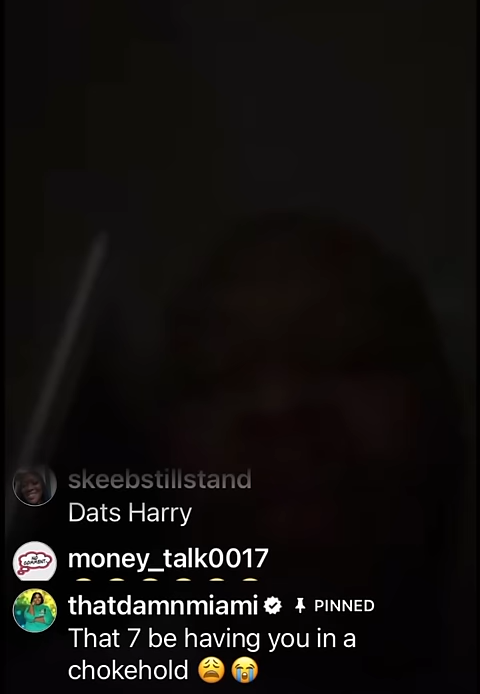 skeebstillstand
Dats Harry
money_talk0017
thatdamnmiami PINNED
That 7 be having you in a
chokehold 😩 😭